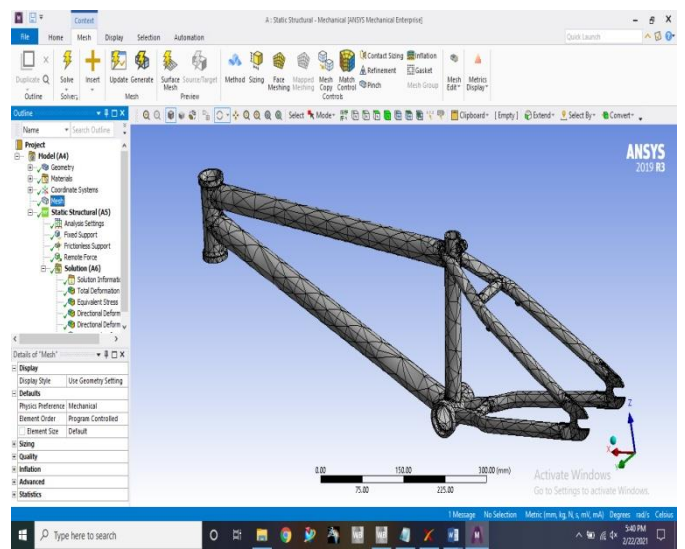 Context
A : Static Structural - Mechanical [ANSYS Mechanical Enterprise]
File Home Mesh Display Selection Automation
Quick Launch
Duplicate Q
Outline
Solve
Solve
Insert
Update Generate
Mesh
Surface Mesh
Source/Target
Preview
Method Sizing
Face Meshing
Mapped Meshing
Mesh Copy
Match Control
Contact Sizing
Refinement
Pinch
Inflation
Gasket
Mesh Group
Controls
Mesh Edit
Metrics Display
Outline
Name Search Outline
Select Mode Clipboard [Empty] Extend Select By Convert
Project
Model (A4)
Geometry
Materials
Coordinate Systems
Mesh
Static Structural (A5)
Analysis Settings
Fixed Support
Frictionless Support
Remote Force
Solution (A6)
Solution Informati
Total Deformation
Equivalent Stress
Directional Deform
Directional Deform
Details of "Mesh"
Display
Display Style Use Geometry Setting
Defaults
Physics Preference Mechanical
Element Order Program Controlled
Element Size Default
Sizing
Quality
Inflation
Advanced
Statistics
ANSYS
2019 R3
Z
X
Y
0.00 150.00 300.00 (mm)
75.00 225.00
Activate Windows
Go to Settings to activate Windows.
1 Message No Selection Metric (mm, kg, N, s, mV, mA) Degrees rad/s Celsius
Type here to search
5:40 PM
2/22/2021